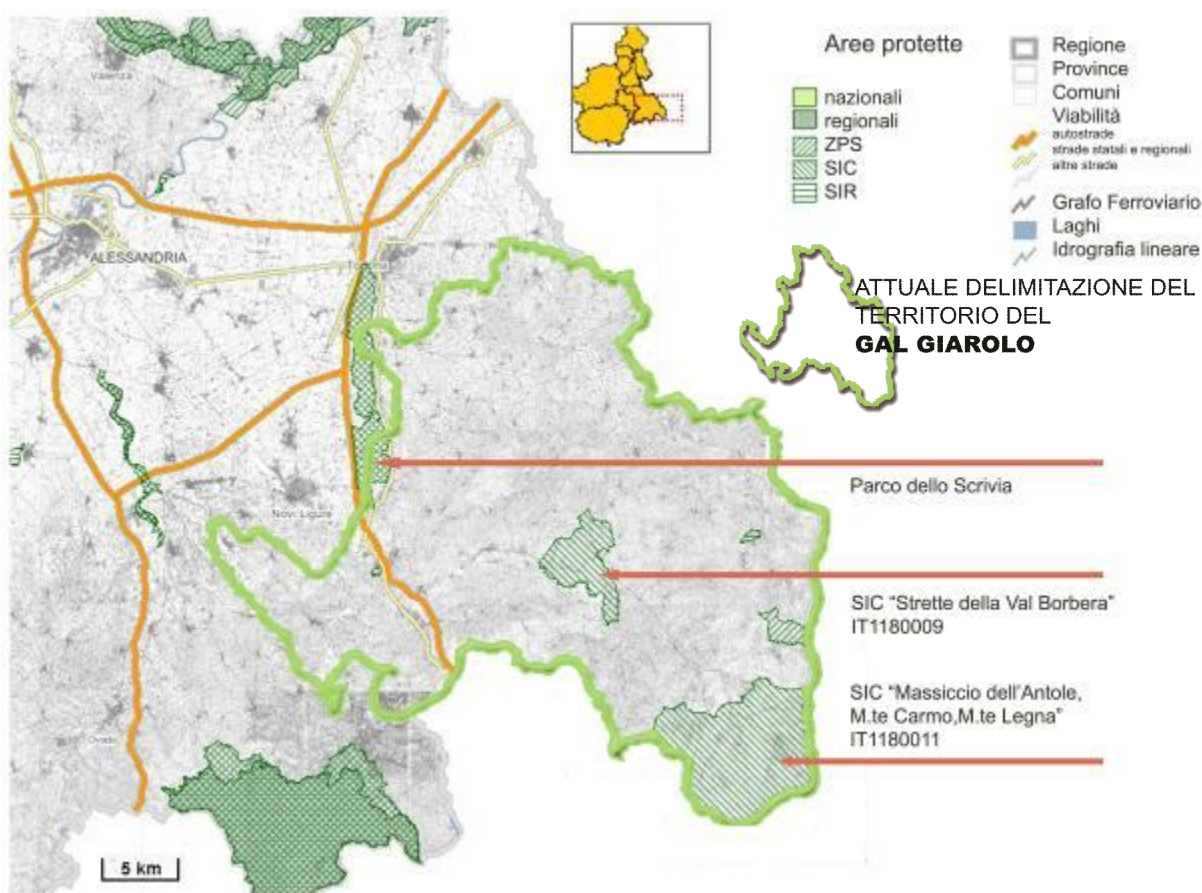 Valenza
ALESSANDRIA
Novi Ligure
Ovada
5 km
Aree protette
nazionali
regionali
ZPS
SIC
SIR
Regione
Province
Comuni
Viabilità
autostrade
strade statali e regionali
altre strade
Grafo Ferroviario
Laghi
Idrografia lineare
ATTUALE DELIMITAZIONE DEL
TERRITORIO DEL
GAL GIAROLO
Parco dello Scrivia
SIC "Strette della Val Borbera"
IT1180009
SIC "Massiccio dell'Antole,
M.te Carmo,M.te Legna"
IT1180011